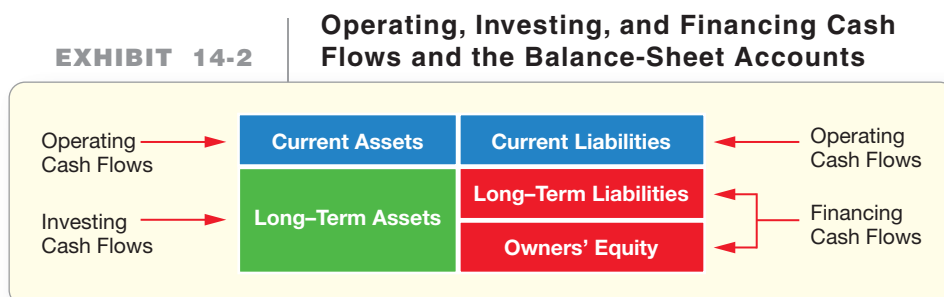 EXHIBIT 14-2
Operating, Investing, and Financing Cash
Flows and the Balance-Sheet Accounts
Operating
Cash Flows
Current Assets
Current Liabilities
Operating
Cash Flows
Investing
Cash Flows
Long–Term Assets
Long–Term Liabilities
Owners’ Equity
Financing
Cash Flows